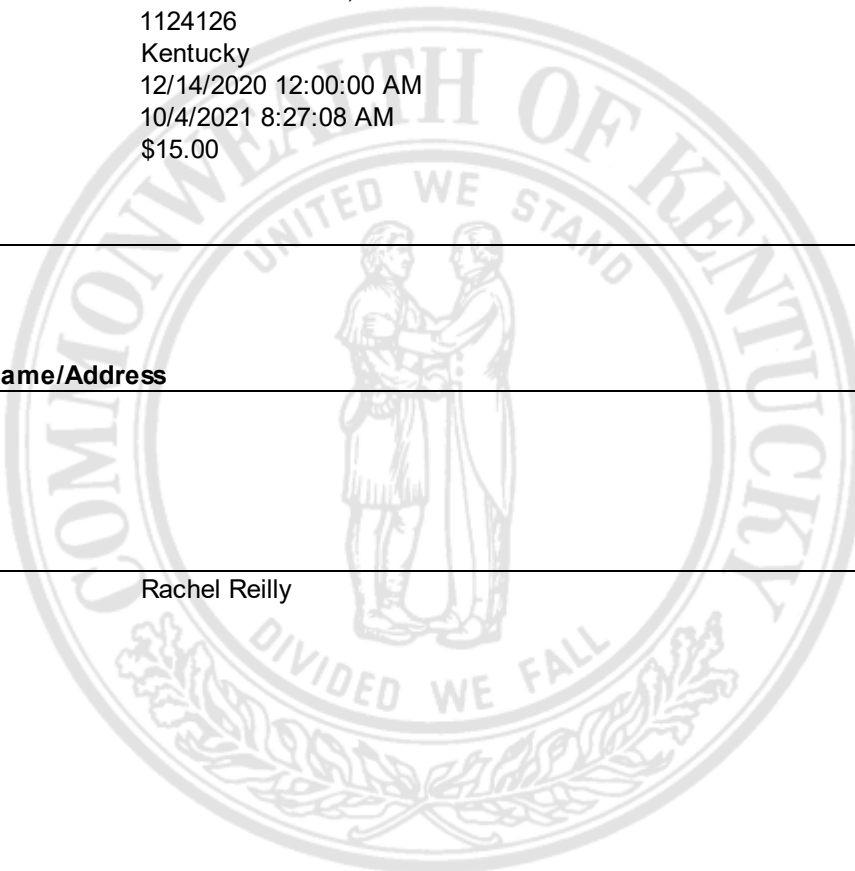 1124126
Kentucky
12/14/2020 12:00:00 AM
10/4/2021 8:27:08 AM
$15.00
COMMONWEALTH OF KENTUCKY
UNITED WE STAND
ame/Address
Rachel Reilly
DIVIDED WE FALL